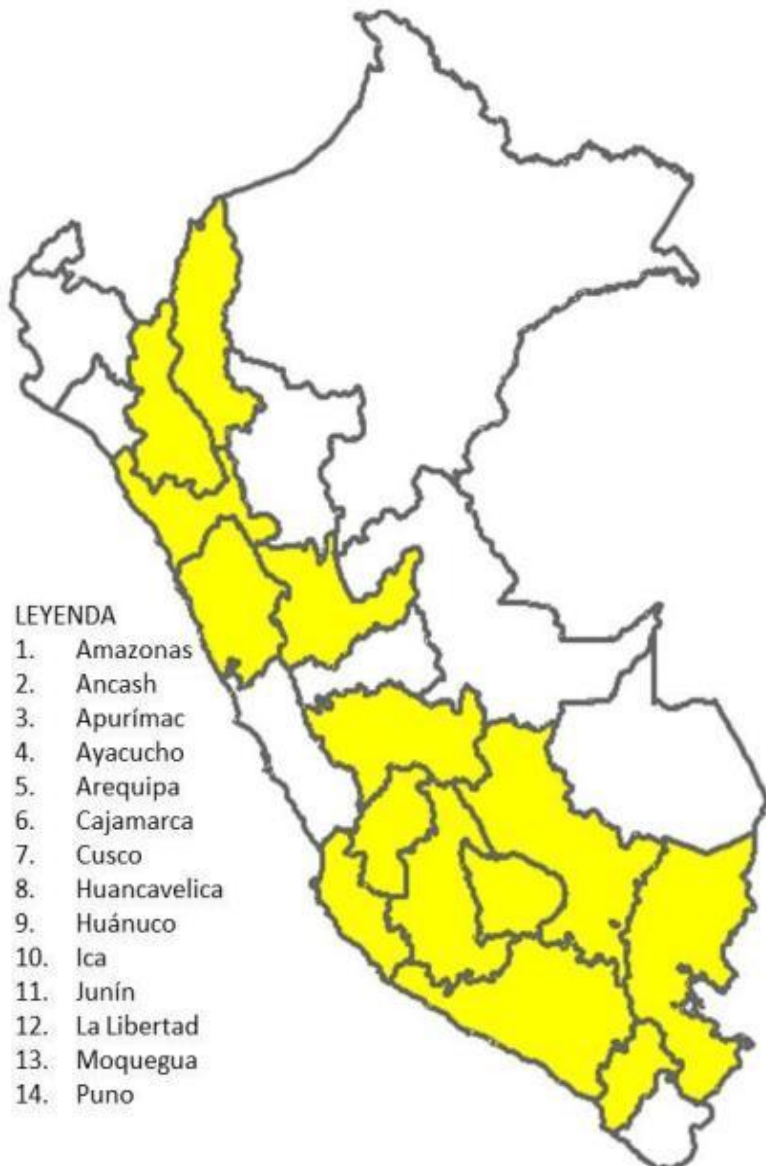 LEYENDA
1. Amazonas
2. Ancash
3. Apurímac
4. Ayacucho
5. Arequipa
6. Cajamarca
7. Cusco
8. Huancavelica
9. Huánuco
10. Ica
11. Junín
12. La Libertad
13. Moquegua
14. Puno